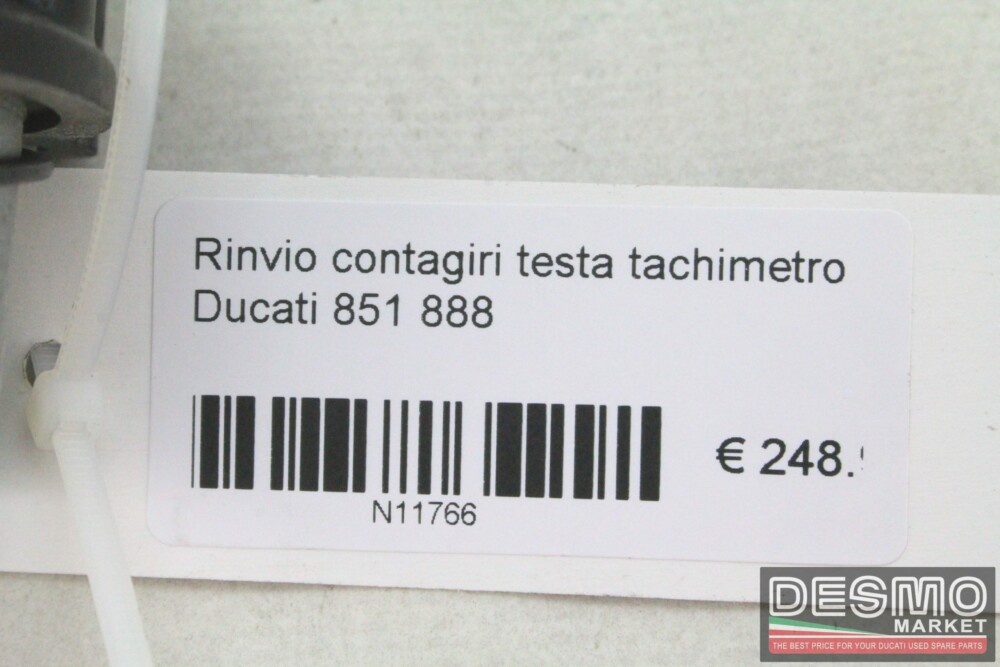 Rinvio contagiri testa tachimetro
Ducati 851 888
€ 248.
N11766
DESMO
MARKET
THE BEST PRICE FOR YOUR DUCATI USED SPARE PARTS